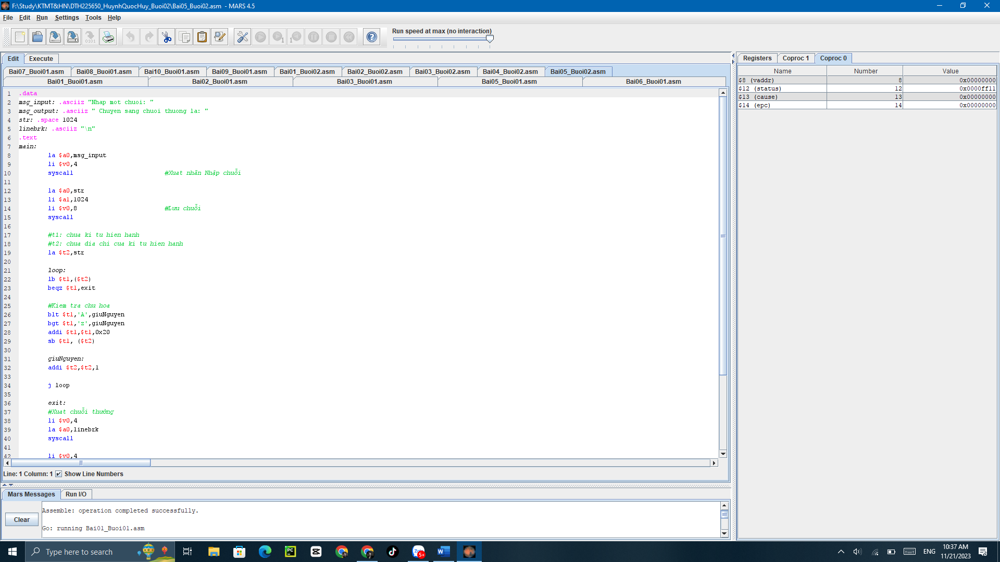 F:\Study\KTMT&HN\DTH225650_HuynhQuocHuy_Buoi02\Bai05_Buoi02.asm - MARS 4.5
File Edit Run Settings Tools Help
Run speed at max (no interaction)
Edit Execute
Bai07_Buoi01.asm Bai08_Buoi01.asm Bai10_Buoi01.asm Bai09_Buoi01.asm Bai01_Buoi02.asm Bai02_Buoi02.asm Bai03_Buoi02.asm Bai04_Buoi02.asm Bai05_Buoi02.asm
Bai01_Buoi01.asm Bai02_Buoi01.asm Bai03_Buoi01.asm Bai05_Buoi01.asm Bai06_Buoi01.asm
1 .data
2 msg_input: .asciiz "Nhap mot chuoi: "
3 msg_output: .asciiz " Chuyen sang chuoi thuong la: "
4 str: .space 1024
5 linebrk: .asciiz "\n"
6 .text
7 main:
8 la $a0,msg_input
9 li $v0,4
10 syscall #Xuat nhãn Nhập chuỗi
11
12 la $a0,str
13 li $a1,1024
14 li $v0,8 #Lưu chuỗi
15 syscall
16
17 #t1: chua ki tu hien hanh
18 #t2: chua dia chi cua ki tu hien hanh
19 la $t2,str
20
21 loop:
22 lb $t1,($t2)
23 beqz $t1,exit
24
25 #Kiem tra chu hoa
26 blt $t1,'A',giuNguyen
27 bgt $t1,'z',giuNguyen
28 addi $t1,$t1,0x20
29 sb $t1, ($t2)
30
31 giuNguyen:
32 addi $t2,$t2,1
33
34 j loop
35
36 exit:
37 #Xuat chuỗi thường
38 li $v0,4
39 la $a0,linebrk
40 syscall
41
42 li $v0,4
Line: 1 Column: 1 Show Line Numbers
Mars Messages Run I/O
Clear
Assemble: operation completed successfully.
Go: running Bai01_Buoi01.asm
Registers Coproc 1 Coproc 0
Name Number Value
$8 (vaddr) 8 0x00000000
$12 (status) 12 0x0000ff11
$13 (cause) 13 0x00000000
$14 (epc) 14 0x00000000
Type here to search
PC
Zalo
5+
W
ENG
10:37 AM
11/21/2023